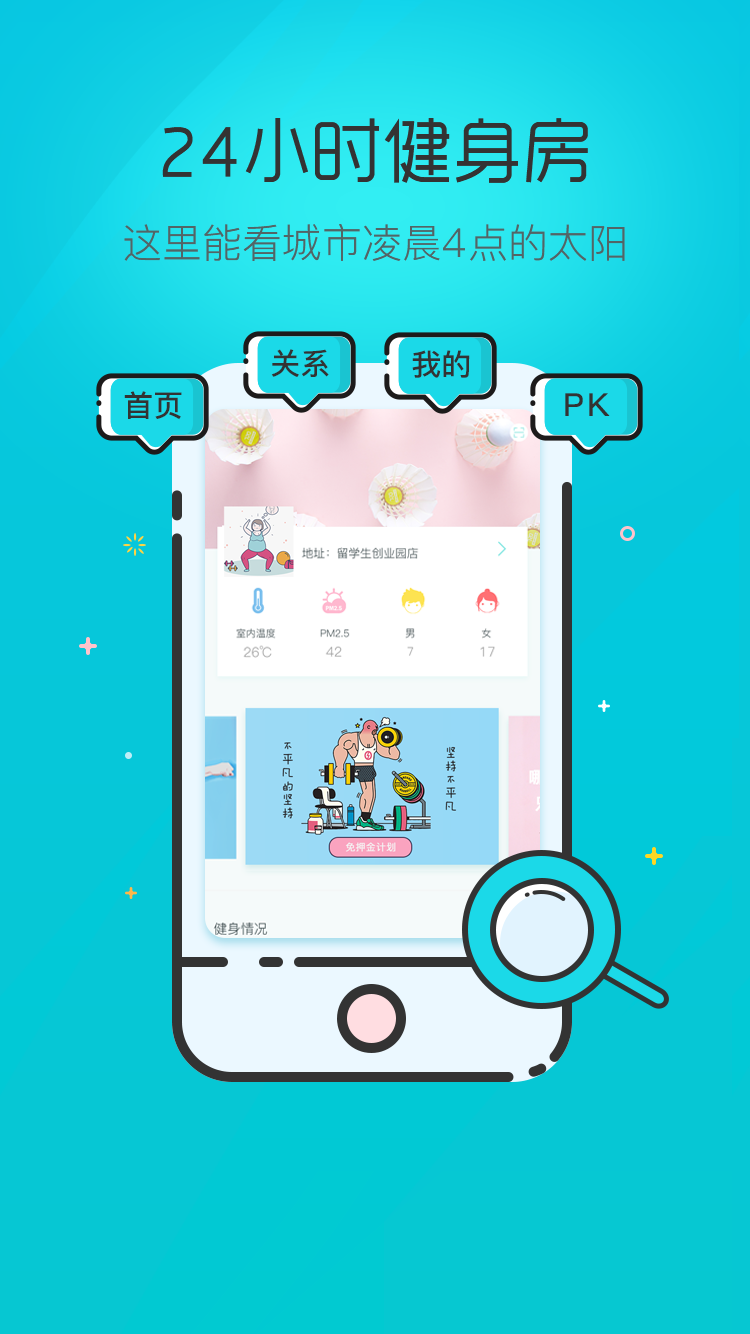 24小时健身房
这里能看城市凌晨4点的太阳
首页
关系
我的
PK
地址：留学生创业园店
PM2.5
室内温度
PM2.5
男
女
26℃
42
7
17
不平凡的坚持
坚持不平凡
免押金计划
健身情况